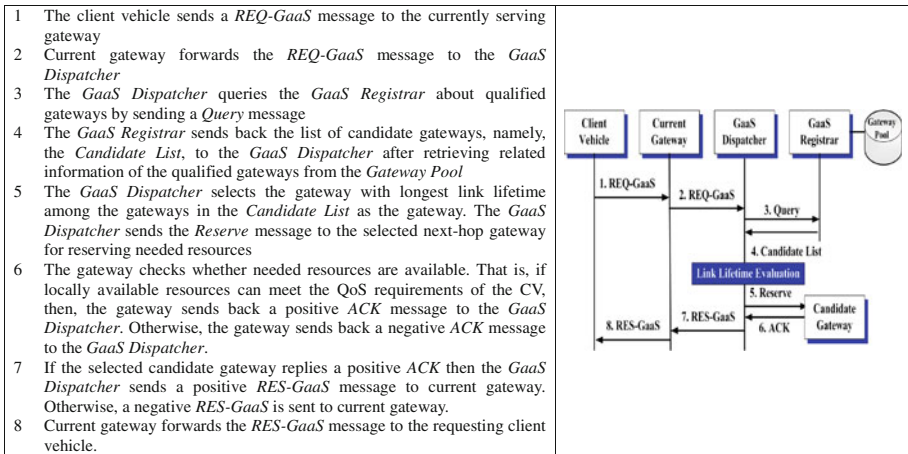 1 The client vehicle sends a REQ-GaaS message to the currently serving
gateway
2 Current gateway forwards the REQ-GaaS message to the GaaS
Dispatcher
3 The GaaS Dispatcher queries the GaaS Registrar about qualified
gateways by sending a Query message
4 The GaaS Registrar sends back the list of candidate gateways, namely,
the Candidate List, to the GaaS Dispatcher after retrieving related
information of the qualified gateways from the Gateway Pool
5 The GaaS Dispatcher selects the gateway with longest link lifetime
among the gateways in the Candidate List as the gateway. The GaaS
Dispatcher sends the Reserve message to the selected next-hop gateway
for reserving needed resources
6 The gateway checks whether needed resources are available. That is, if
locally available resources can meet the QoS requirements of the CV,
then, the gateway sends back a positive ACK message to the GaaS
Dispatcher. Otherwise, the gateway sends back a negative ACK message
to the GaaS Dispatcher.
7 If the selected candidate gateway replies a positive ACK then the GaaS
Dispatcher sends a positive RES-GaaS message to current gateway.
Otherwise, a negative RES-GaaS is sent to current gateway.
8 Current gateway forwards the RES-GaaS message to the requesting client
vehicle.
Client
Vehicle
Current
Gateway
GaaS
Dispatcher
GaaS
Registrar
Gateway
Pool
1. REQ-GaaS
2. REQ-GaaS
3. Query
4. Candidate List
Link Lifetime Evaluation
5. Reserve
Candidate
Gateway
6. ACK
7. RES-GaaS
8. RES-GaaS